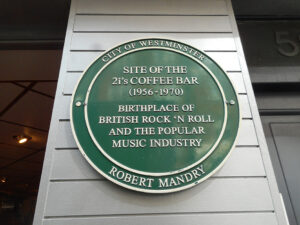 CITY OF WESTMINSTER
SITE OF THE
2i's COFFEE BAR
(1956-1970)
BIRTHPLACE OF
BRITISH ROCK 'N ROLL
AND THE POPULAR
MUSIC INDUSTRY
ROBERT MANDRY